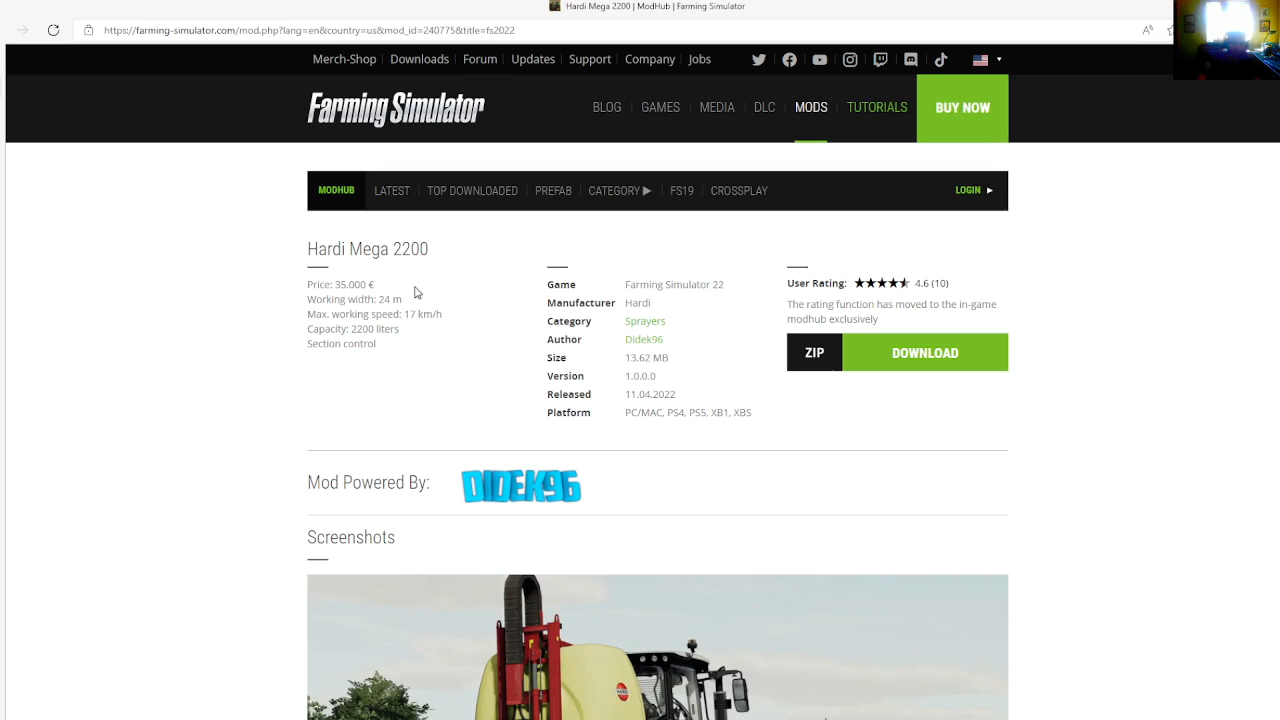 Hardi Mega 2200 | ModHub | Farming Simulator
https://farming-simulator.com/mod.php?lang=en&country=us&mod_id=240775&title=fs2022
Merch-Shop Downloads Forum Updates Support Company Jobs
Farming Simulator BLOG GAMES MEDIA DLC MODS TUTORIALS BUY NOW
MODHUB LATEST TOP DOWNLOADED PREFAB CATEGORY ▶ FS19 CROSSPLAY LOGIN ▶
Hardi Mega 2200
Price: 35.000 €
Working width: 24 m
Max. working speed: 17 km/h
Capacity: 2200 liters
Section control
Game Farming Simulator 22
Manufacturer Hardi
Category Sprayers
Author Didek96
Size 13.62 MB
Version 1.0.0.0
Released 11.04.2022
Platform PC/MAC, PS4, PS5, XB1, XBS
User Rating: 4.6 (10)
The rating function has moved to the in-game
modhub exclusively
ZIP DOWNLOAD
Mod Powered By: DIDEK96
Screenshots
HARDI